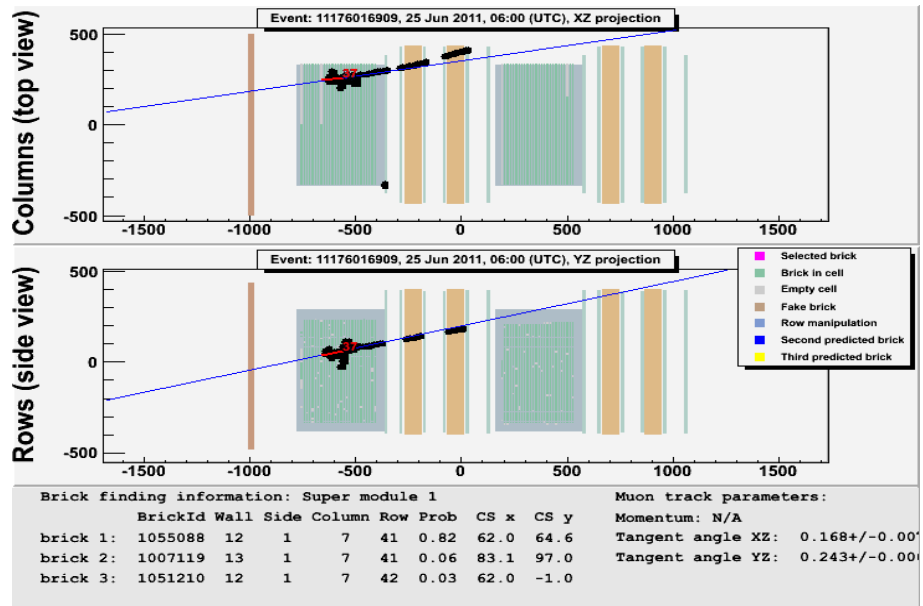 Event: 11176016909, 25 Jun 2011, 06:00 (UTC), XZ projection
Columns (top view)
500
0
-500
37
-1500 -1000 -500 0 500 1000 1500
Event: 11176016909, 25 Jun 2011, 06:00 (UTC), YZ projection
Rows (side view)
500
0
-500
37
-1500 -1000 -500 0 500 1000 1500
Selected brick
Brick in cell
Empty cell
Fake brick
Row manipulation
Second predicted brick
Third predicted brick
Brick finding information: Super module 1
BrickId Wall Side Column Row Prob CS x CS y
brick 1: 1055088 12 1 7 41 0.82 62.0 64.6
brick 2: 1007119 13 1 7 41 0.06 83.1 97.0
brick 3: 1051210 12 1 7 42 0.03 62.0 -1.0
Muon track parameters:
Momentum: N/A
Tangent angle XZ: 0.168+/-0.00
Tangent angle YZ: 0.243+/-0.00